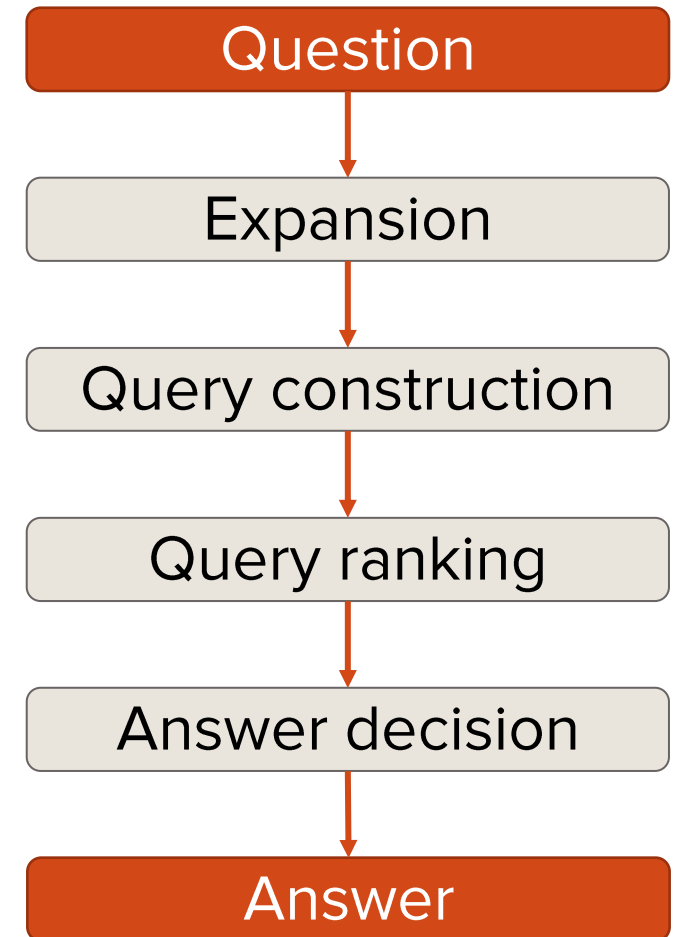 Question
Expansion
Query construction
Query ranking
Answer decision
Answer